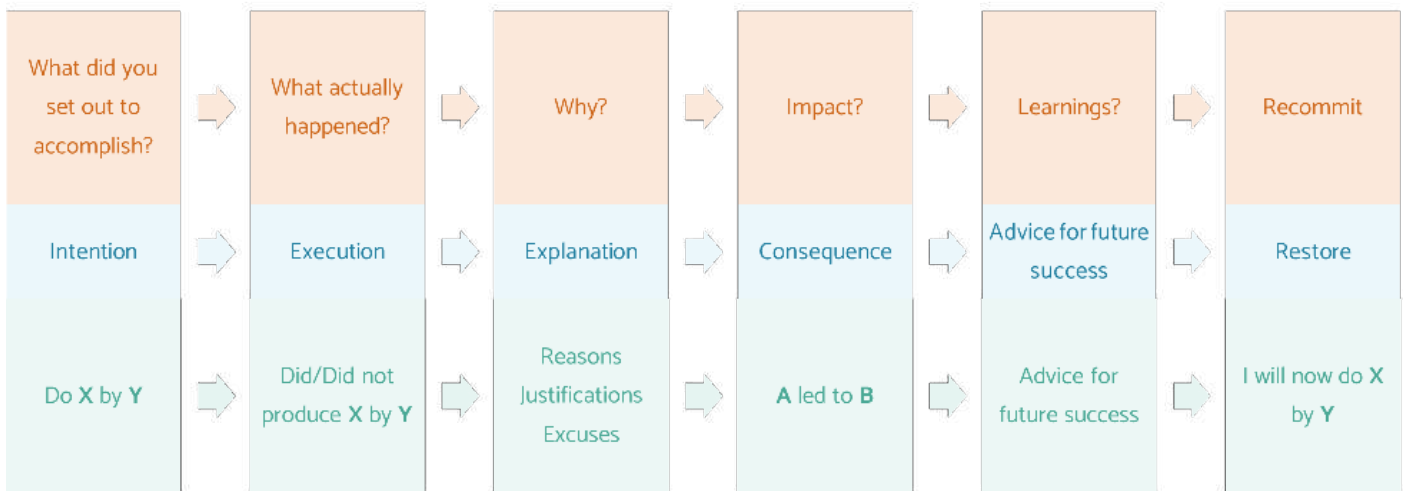 What did you
set out to
accomplish?
What actually
happened?
Why?
Impact?
Learnings?
Recommit
Intention
Execution
Explanation
Consequence
Advice for future
success
Restore
Do X by Y
Did/Did not
produce X by Y
Reasons
Justifications
Excuses
A led to B
Advice for
future success
I will now do X
by Y